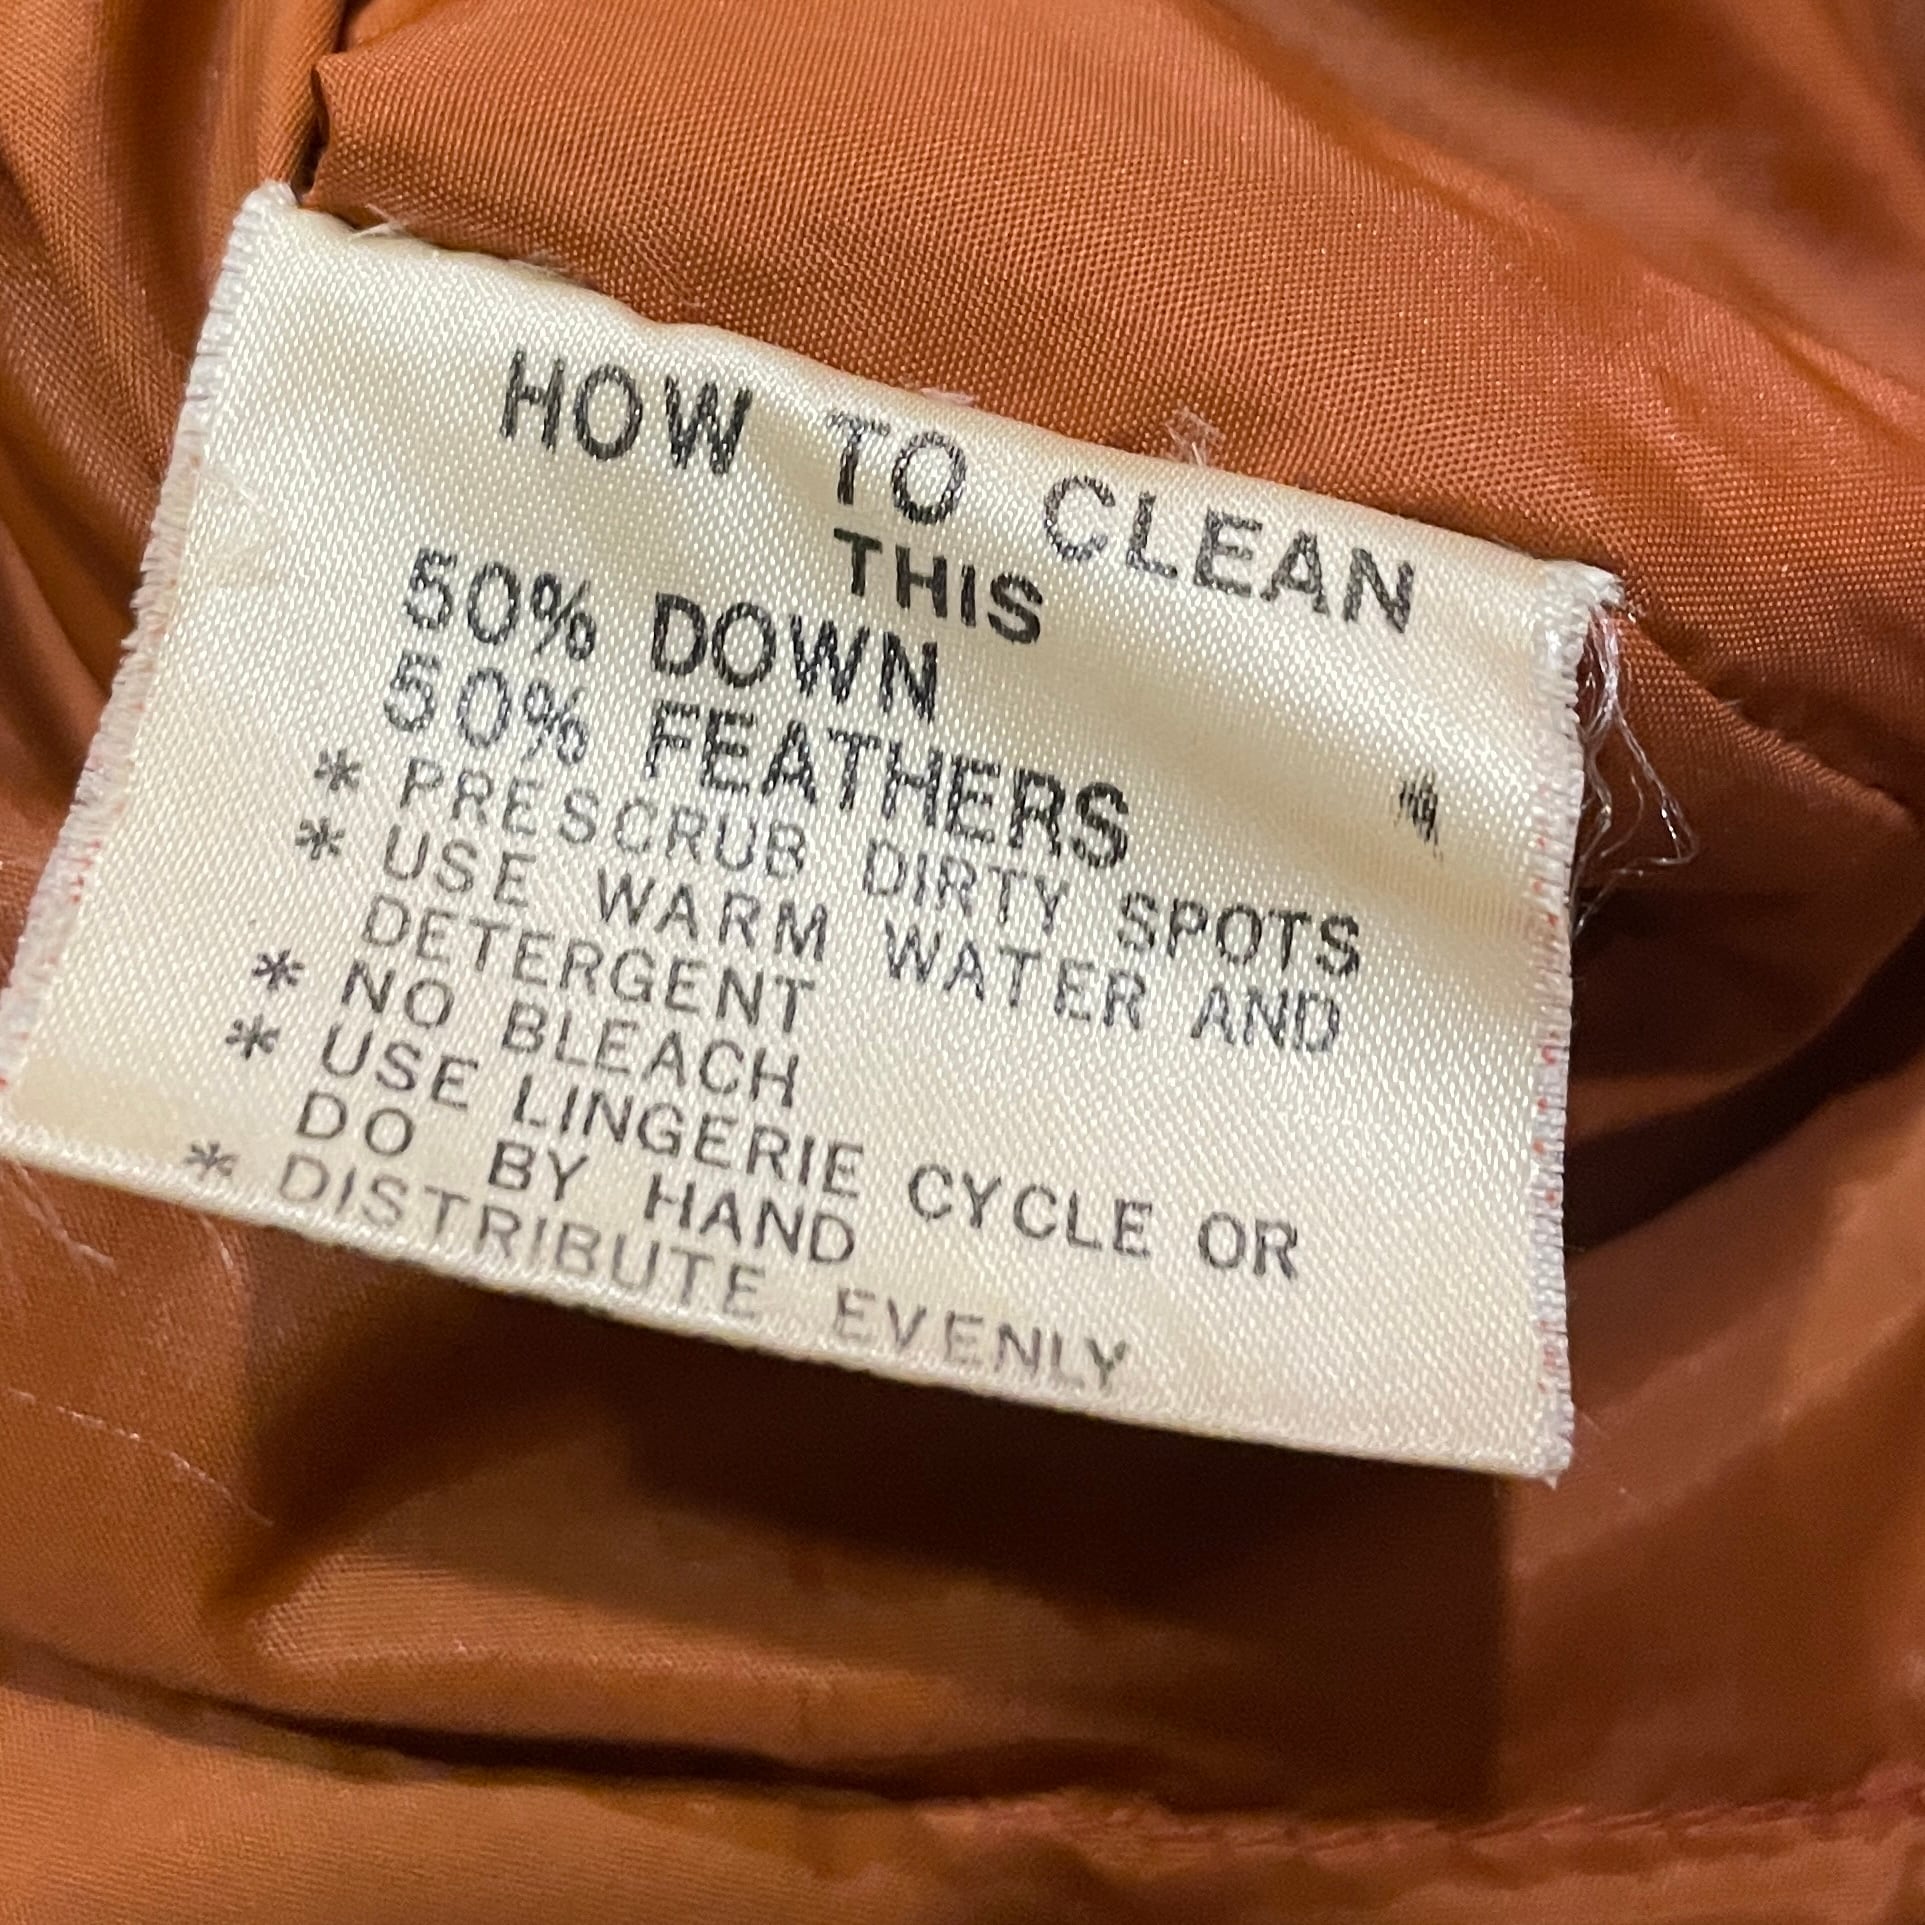 HOW TO CLEAN
THIS
50% DOWN
50% FEATHERS
* PRESCRUB DIRTY SPOTS
* USE WARM WATER AND
DETERGENT
* NO BLEACH
* USE LINGERIE CYCLE OR
DO BY HAND
* DISTRIBUTE EVENLY